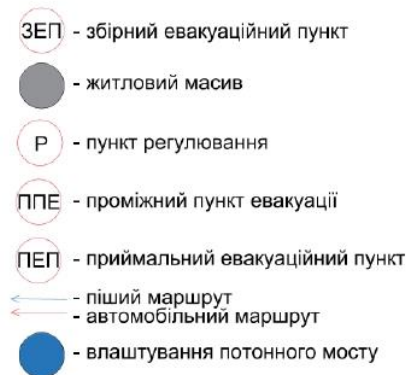 ЗЕП - збірний евакуаційний пункт
- житловий масив
Р - пункт регулювання
ППЕ - проміжний пункт евакуації
ПЕП - приймальний евакуаційний пункт
- піший маршрут
- автомобільний маршрут
- влаштування потонного мосту